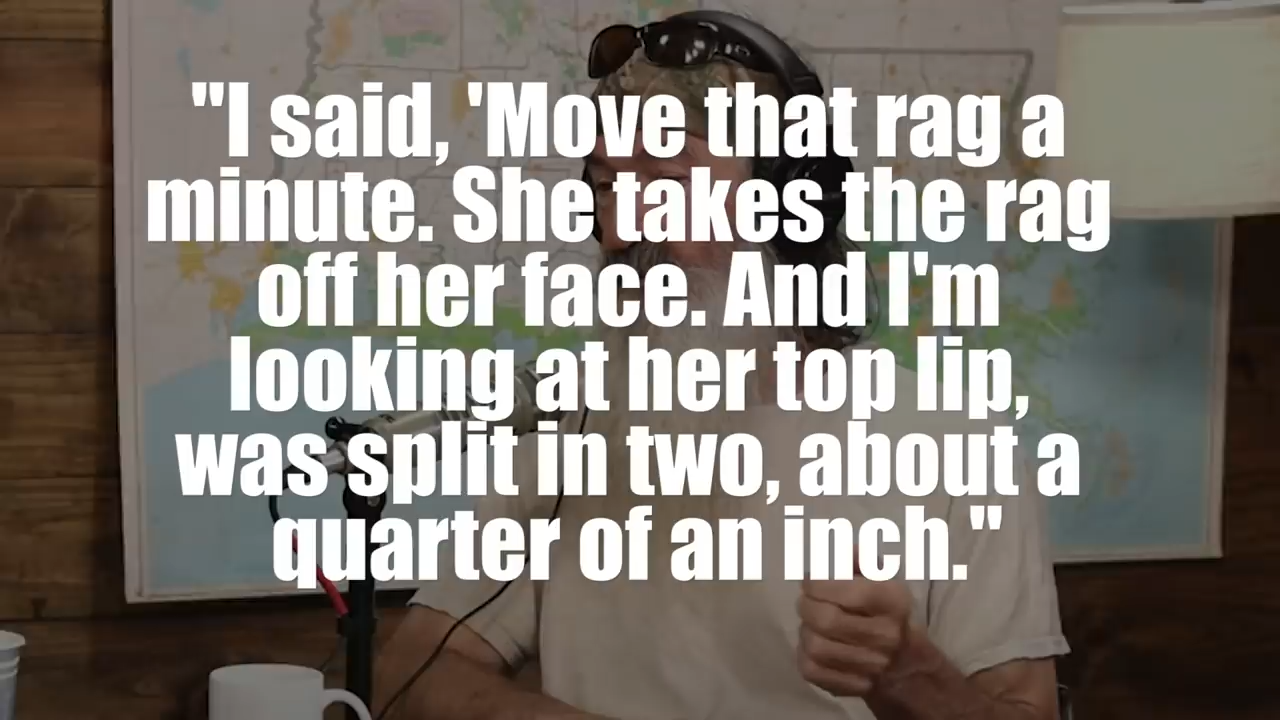 "I said, 'Move that rag a
minute. She takes the rag
off her face. And I'm
looking at her top lip,
was split in two, about a
quarter of an inch."